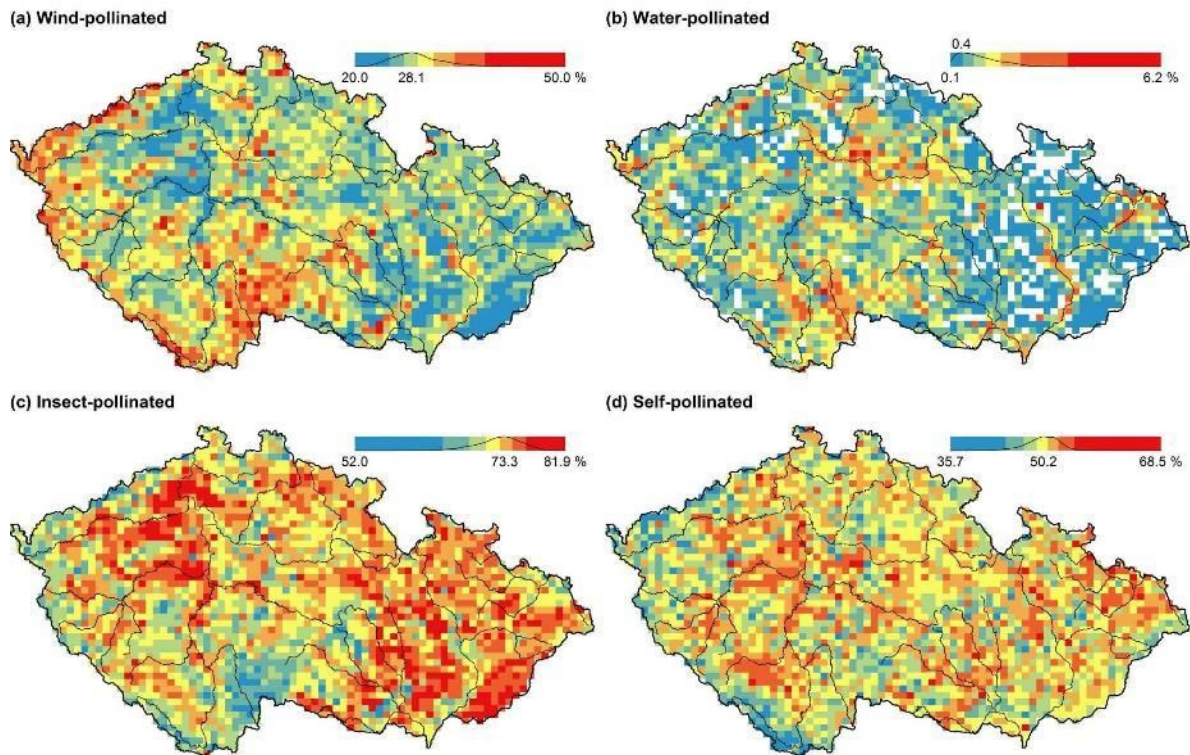 (a) Wind-pollinated
20.0 28.1 50.0 %
(b) Water-pollinated
0.4
0.1 6.2 %
(c) Insect-pollinated
52.0 73.3 81.9 %
(d) Self-pollinated
35.7 50.2 68.5 %